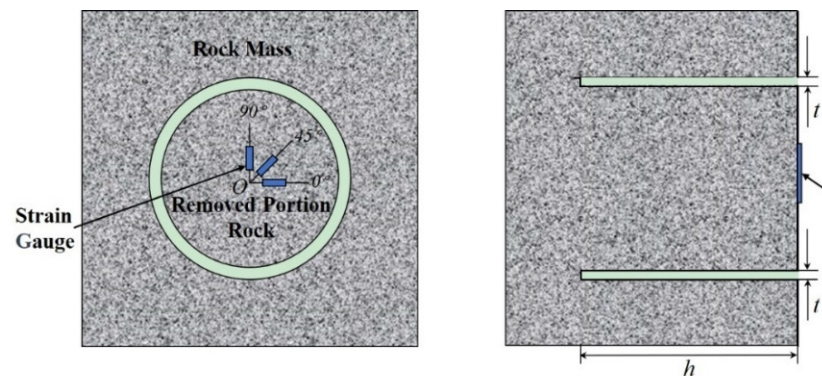 Rock Mass
90°
45°
O
0°
Removed Portion
Rock
Strain
Gauge
t
t
h